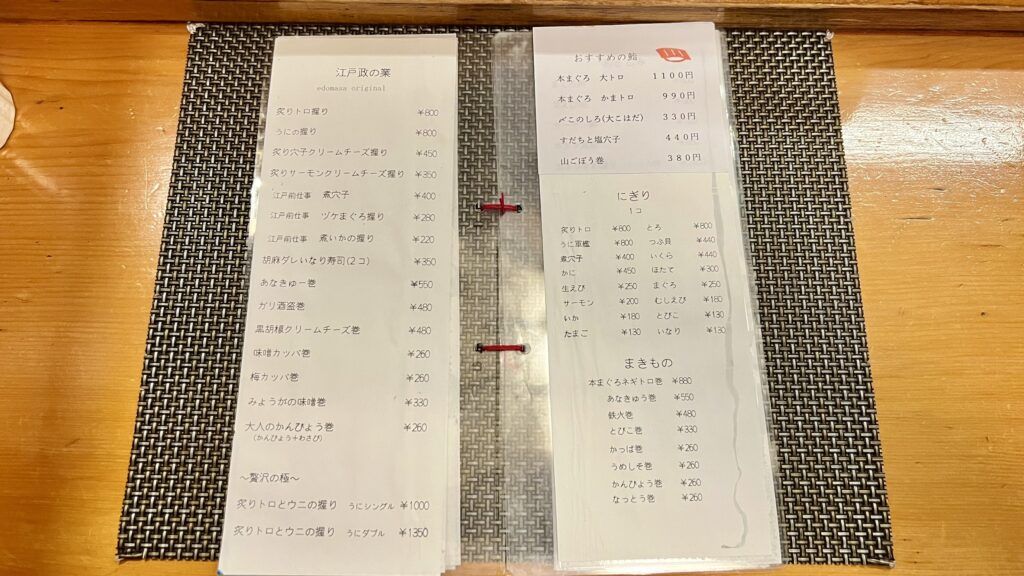 江戸政の業
edomasa original
炙りトロ握り ¥800
うにの握り ¥800
炙り穴子クリームチーズ握り ¥450
炙りサーモンクリームチーズ握り ¥350
江戸前仕事 煮穴子 ¥400
江戸前仕事 ヅケまぐろ握り ¥280
江戸前仕事 煮いかの握り ¥220
胡麻ダレいなり寿司(2コ) ¥350
あなきゅー巻 ¥550
ガリ酒盗巻 ¥480
黒胡椒クリームチーズ巻 ¥480
味噌カッパ巻 ¥260
梅カッパ巻 ¥260
みょうがの味噌巻 ¥330
大人のかんぴょう巻 ¥260
(かんぴょう+わさび)
~贅沢の極~
炙りトロとウニの握り うにシングル ¥1000
炙りトロとウニの握り うにダブル ¥1350
おすすめの鮨
本まぐろ 大トロ 1100円
本まぐろ かまトロ 990円
〆このしろ(大こはだ) 330円
すだちと塩穴子 440円
山ごぼう巻 380円
にぎり
1コ
炙りトロ ¥800 とろ ¥800
うに軍艦 ¥800 つぶ貝 ¥440
煮穴子 ¥400 いくら ¥440
かに ¥450 ほたて ¥300
生えび ¥250 まぐろ ¥250
サーモン ¥200 むしえび ¥180
いか ¥180 とびこ ¥130
たまご ¥130 いなり ¥130
まきもの
本まぐろネギトロ巻 ¥880
あなきゅう巻 ¥550
鉄火巻 ¥480
とびこ巻 ¥330
かっぱ巻 ¥260
うめしそ巻 ¥260
かんぴょう巻 ¥260
なっとう巻 ¥260